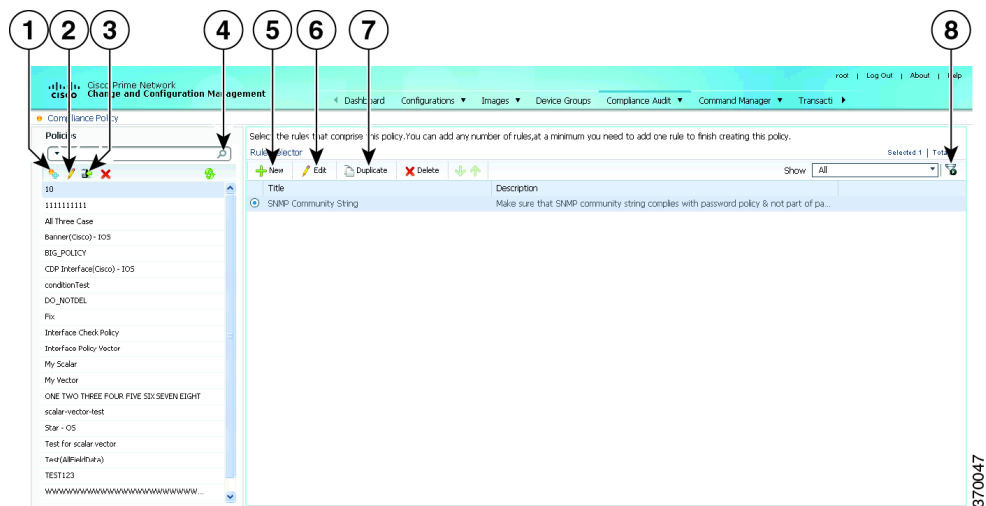 1 2 3 4 5 6 7 8
root | Log Out | About | Help
CISCO Cisco Prime Network
Change and Configuration Management
Dashboard Configurations Images Device Groups Compliance Audit Command Manager Transacti
Compliance Policy
Policies
Select the rules that comprise this policy.You can add any number of rules,at a minimum you need to add one rule to finish creating this policy.
Rule Selector
Selected 1 |
New Edit Duplicate Delete Show All
Title Description
SNMP Community String Make sure that SNMP community string complies with password policy & not part of pa...
10
1111111111
All Three Case
Banner(Cisco) - IOS
BIG_POLICY
CDP Interface(Cisco) - IOS
conditionTest
DO_NOTDEL
Fix
Interface Check Policy
Interface Policy Vector
My Scalar
My Vector
ONE TWO THREE FOUR FIVE SIX SEVEN EIGHT
scalar-vector-test
Star - OS
Test for scalar vector
Test(AllFieldData)
TEST123
WWWWWWWWWWWWWWWWWWWWWWWW...
370047